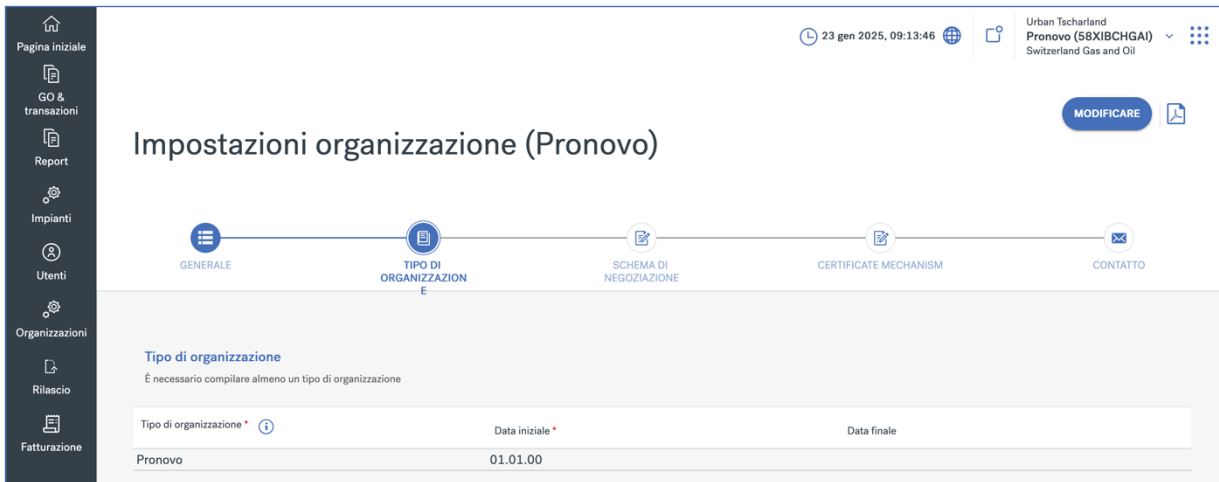 Pagina iniziale
GO &
transazioni
Report
Impianti
Utenti
Organizzazioni
Rilascio
Fatturazione
23 gen 2025, 09:13:46
Urban Tscharland
Pronovo (58XIBCHGAI)
Switzerland Gas and Oil
MODIFICARE
Impostazioni organizzazione (Pronovo)
GENERALE
TIPO DI
ORGANIZZAZION
E
SCHEMA DI
NEGOZIAZIONE
CERTIFICATE MECHANISM
CONTATTO
Tipo di organizzazione
È necessario compilare almeno un tipo di organizzazione
Tipo di organizzazione * Data iniziale * Data finale
Pronovo 01.01.00